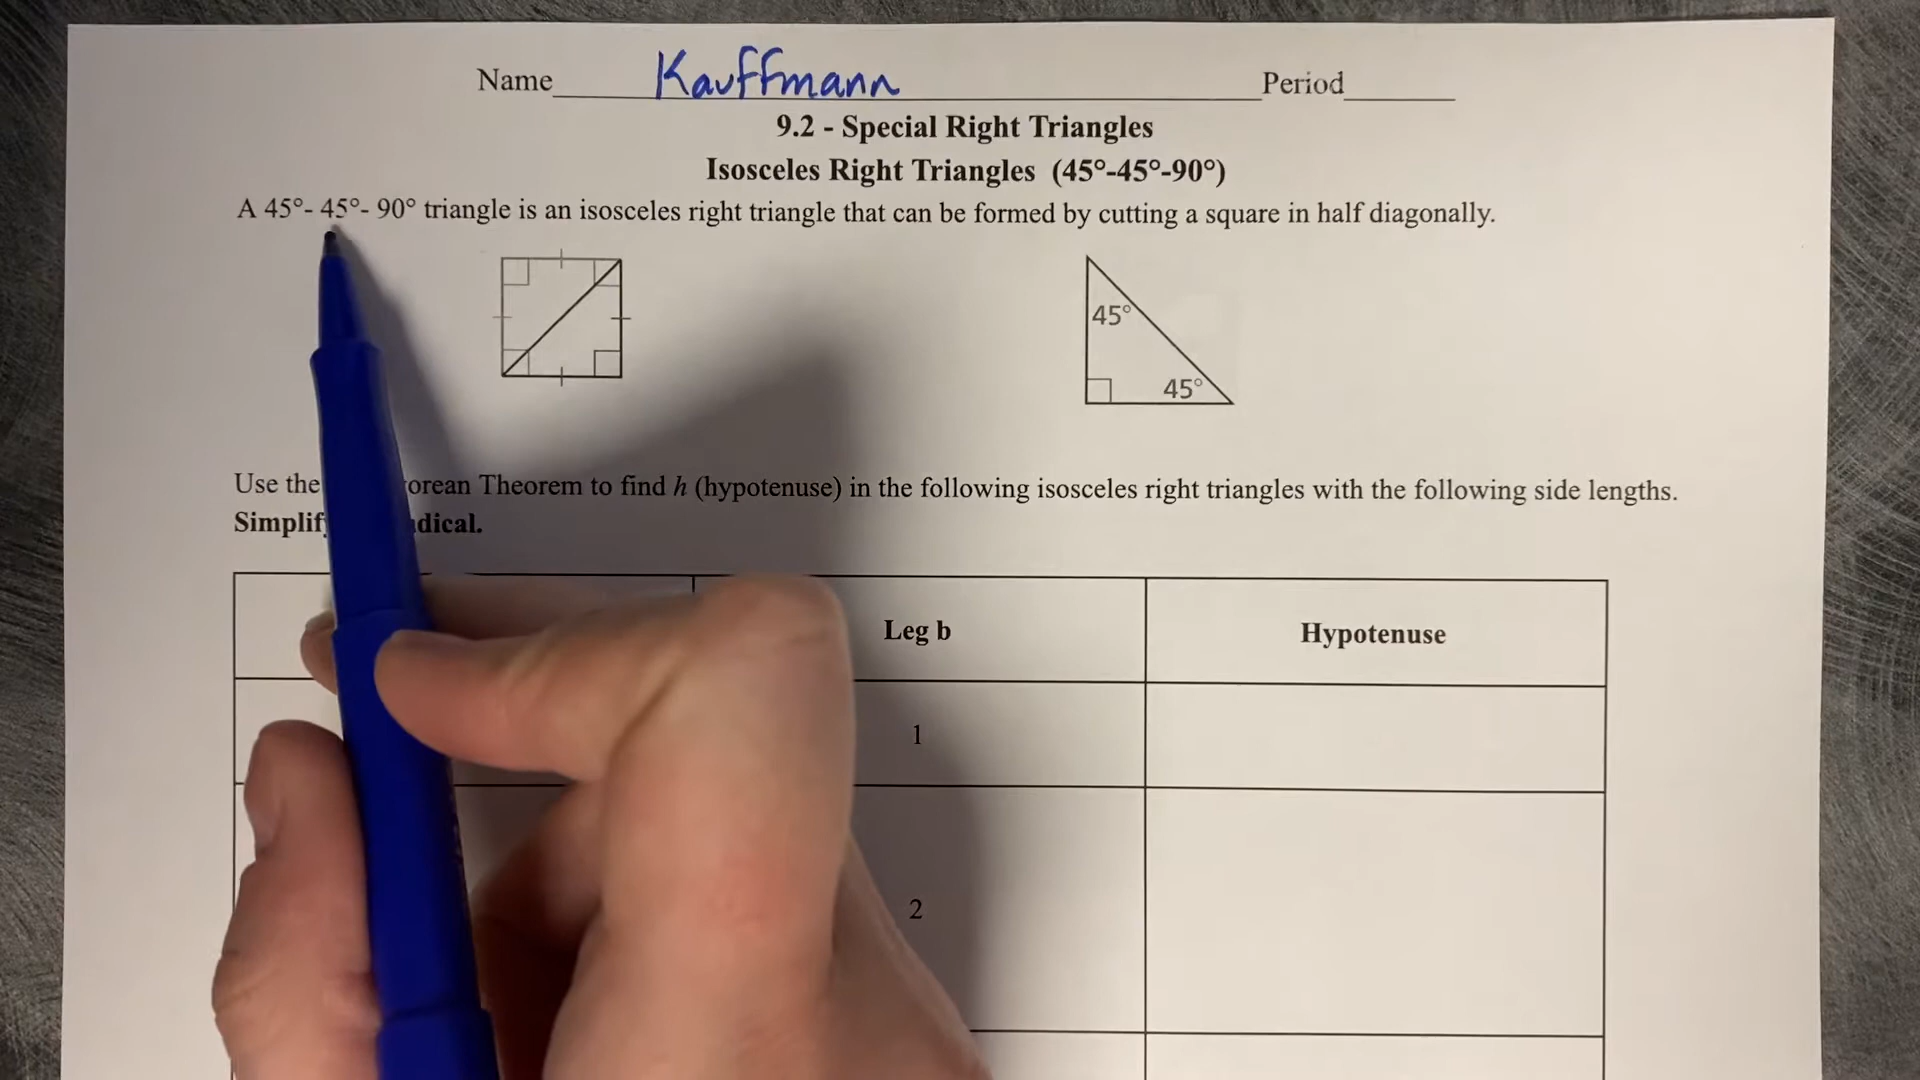 Name Kauffmann Period
9.2 - Special Right Triangles
Isosceles Right Triangles (45°-45°-90°)
A 45°- 45°- 90° triangle is an isosceles right triangle that can be formed by cutting a square in half diagonally.
45°
45°
Use the orean Theorem to find h (hypotenuse) in the following isosceles right triangles with the following side lengths.
Simplify dical.
Leg b Hypotenuse
1
2